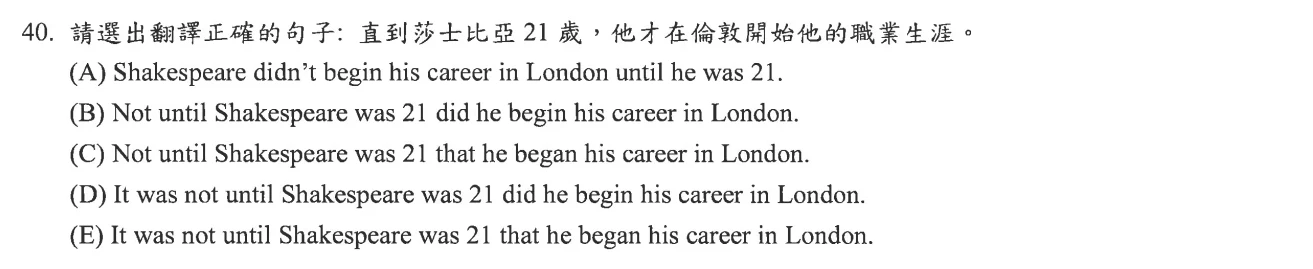 40. 請選出翻譯正確的句子: 直到莎士比亞 21 歲，他才在倫敦開始他的職業生涯。
(A) Shakespeare didn’t begin his career in London until he was 21.
(B) Not until Shakespeare was 21 did he begin his career in London.
(C) Not until Shakespeare was 21 that he began his career in London.
(D) It was not until Shakespeare was 21 did he begin his career in London.
(E) It was not until Shakespeare was 21 that he began his career in London.